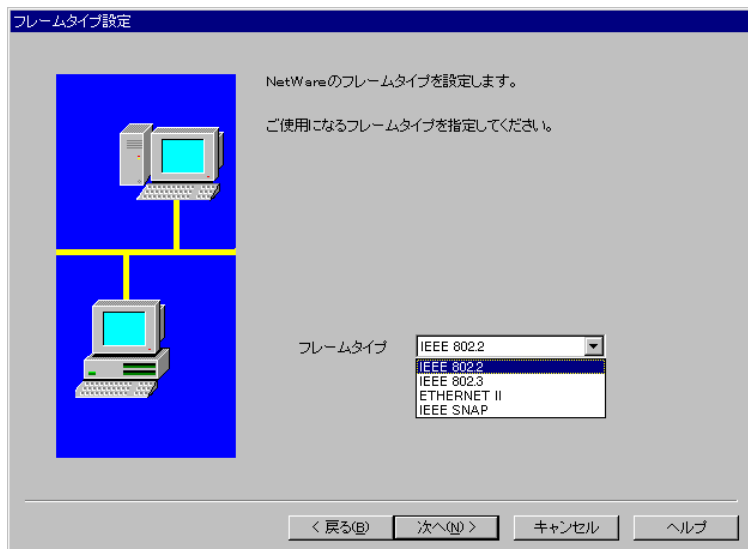 フレームタイプ設定
NetWareのフレームタイプを設定します。
ご使用になるフレームタイプを指定してください。
フレームタイプ
IEEE 802.2
IEEE 802.2
IEEE 802.3
ETHERNET II
IEEE SNAP
< 戻る(B)
次へ(N) >
キャンセル
ヘルプ